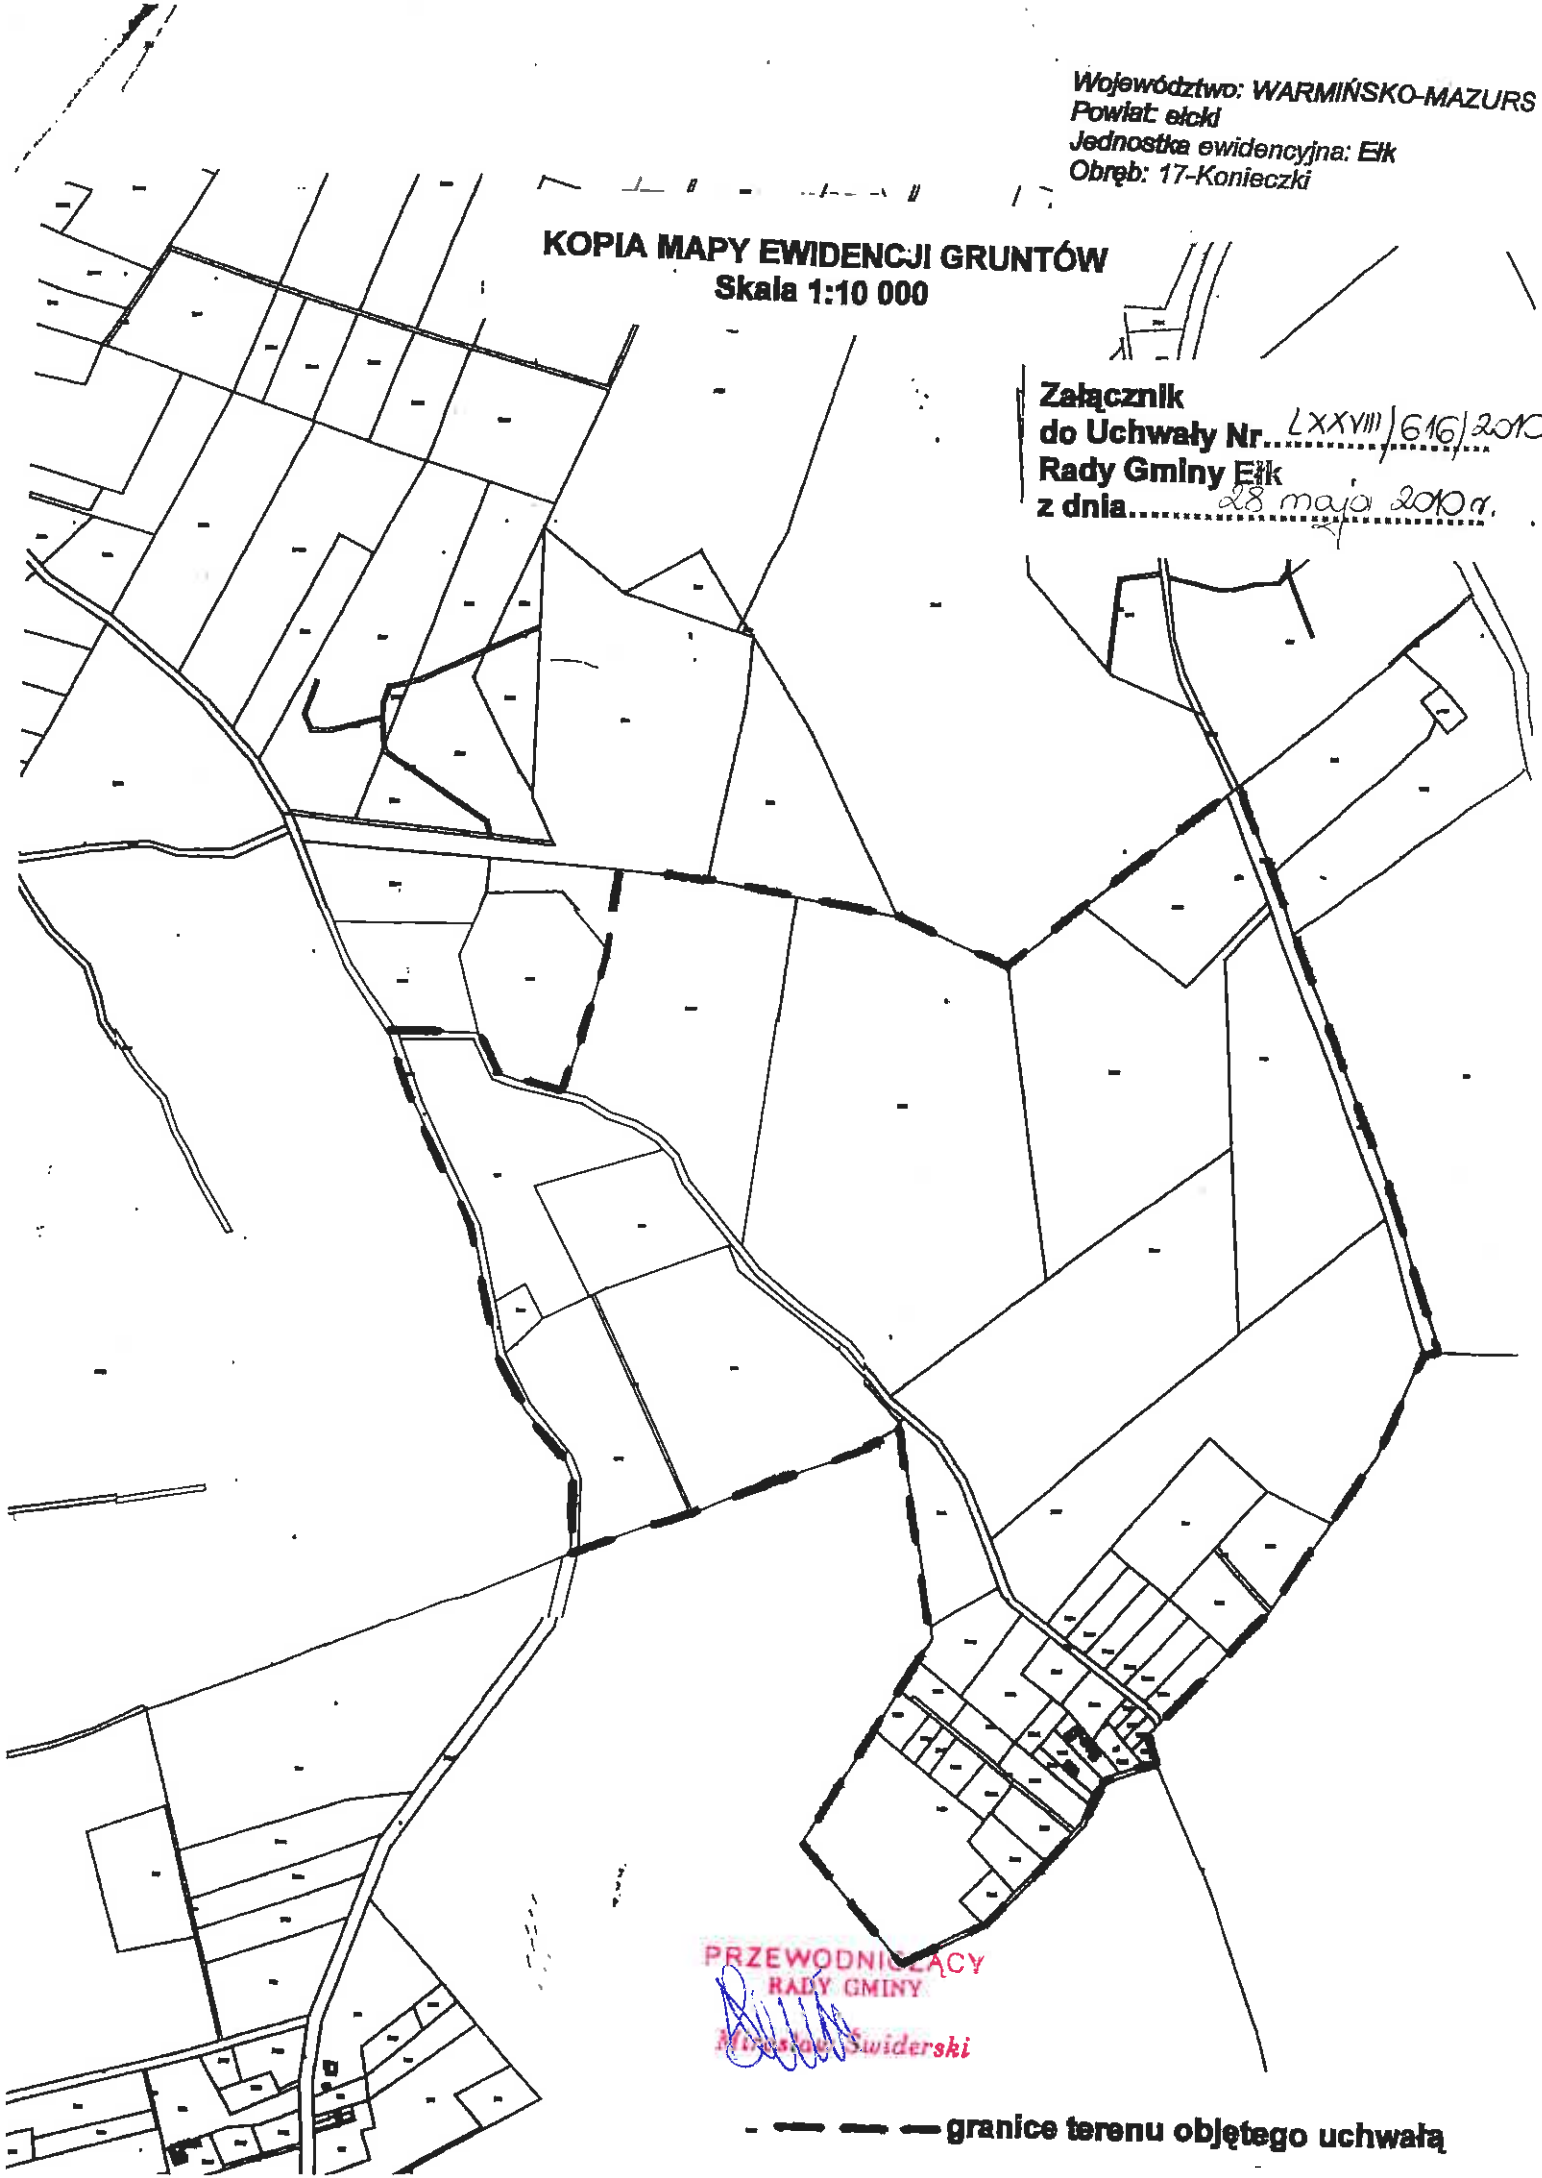 Województwo: WARMIŃSKO-MAZURS
Powiat: ełcki
Jednostka ewidencyjna: Ełk
Obręb: 17-Konieczki
KOPIA MAPY EWIDENCJI GRUNTÓW
Skala 1:10 000
Załącznik
do Uchwały Nr LXXVIII/616/2010
Rady Gminy Ełk
z dnia 28 maja 2010 r.
PRZEWODNICZĄCY
RADY GMINY
Mirosław Świderski
granice terenu objętego uchwałą